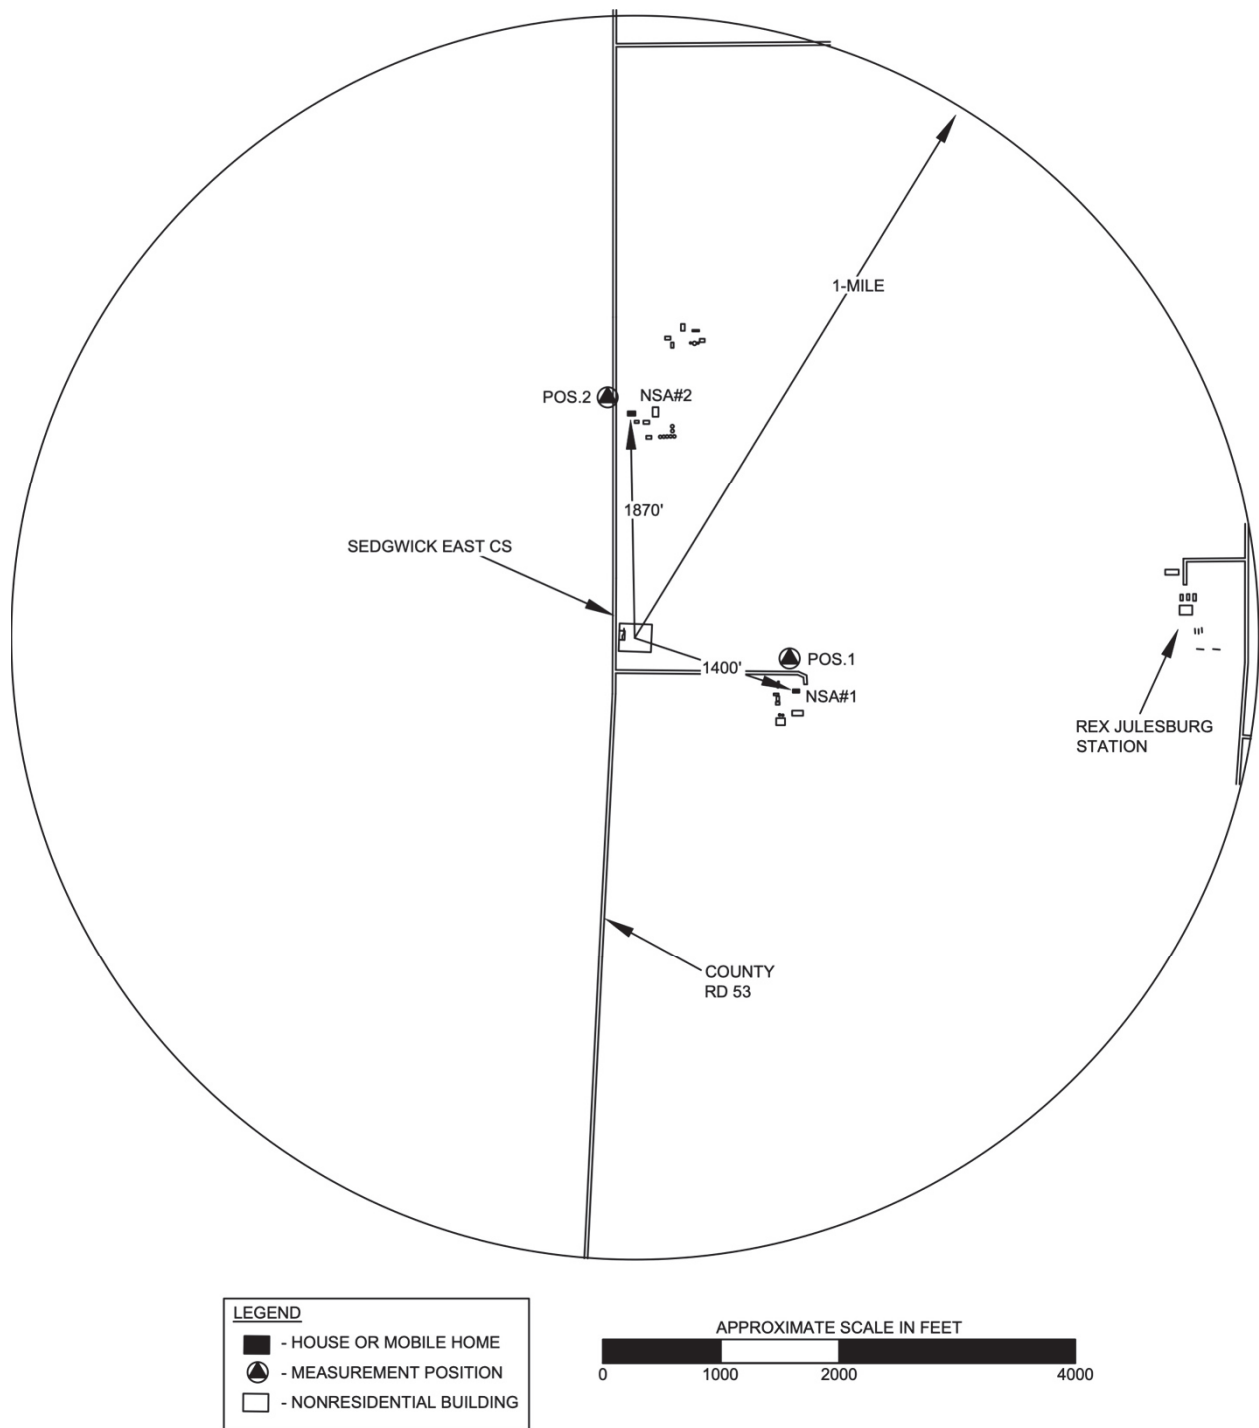 1-MILE
POS.2
NSA#2
1870'
SEDGWICK EAST CS
POS.1
1400'
NSA#1
REX JULESBURG
STATION
COUNTY
RD 53
LEGEND
- HOUSE OR MOBILE HOME
- MEASUREMENT POSITION
- NONRESIDENTIAL BUILDING
APPROXIMATE SCALE IN FEET
0 1000 2000 4000